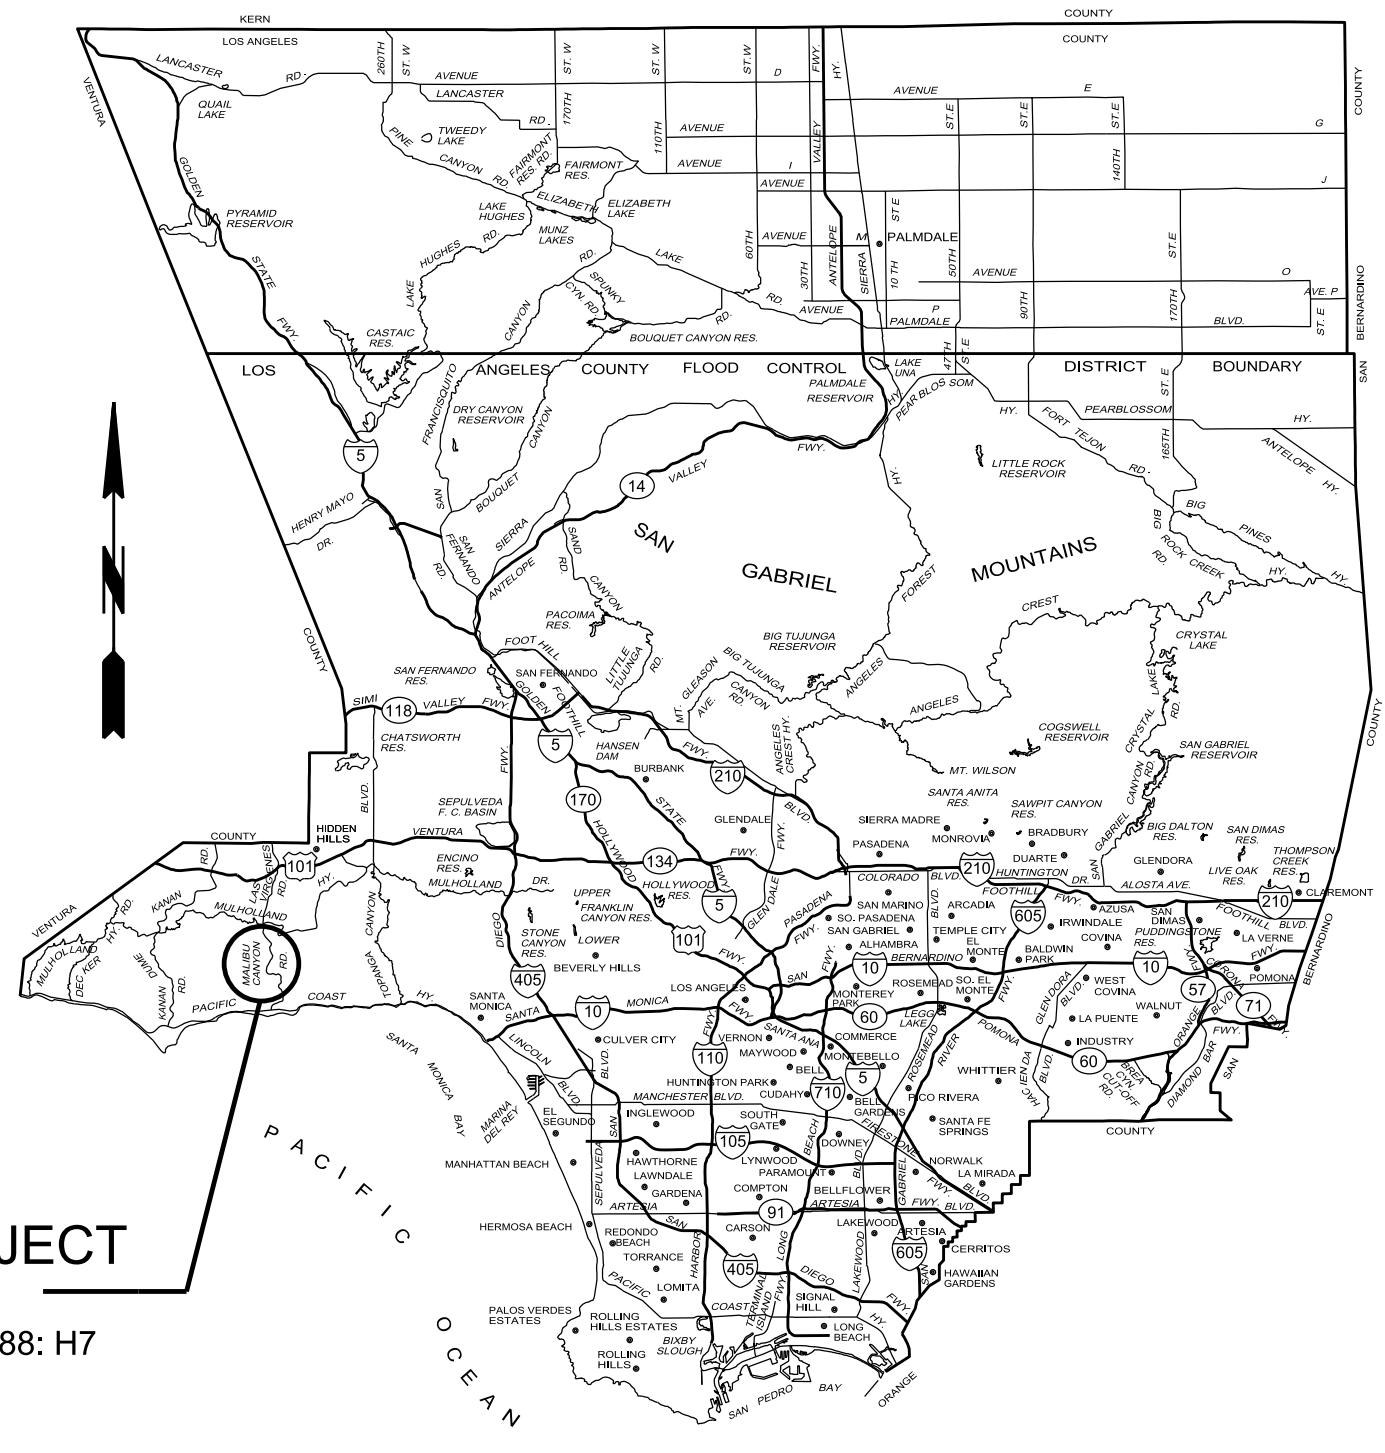 KERN
COUNTY
LOS ANGELES
COUNTY
LANCASTER
RD.
260TH
ST. W
AVENUE
LANCASTER
RD.
170TH
ST. W
110TH
ST. W
ST.W
D
FWY.
HY.
AVENUE
E
COUNTY
VENTURA
QUAIL
LAKE
TWEEDY
LAKE
PINE
CANYON
RD.
FAIRMONT
RES. RD.
FAIRMONT
RES.
AVENUE
AVENUE
I
AVENUE
VALLEY
ST.E
ST.E
ST.E
140TH
G
J
GOLDEN
STATE
FWY.
PYRAMID
RESERVOIR
LAKE
HUGHES
ELIZABETH
ELIZABETH
LAKE
MUNZ
LAKES
LAKE
HUGHES
RD.
LAKE
RD.
AVENUE
M
PALMDALE
60TH
30TH
ANTELOPE
SIERRA
10 TH
ST E
50TH
AVENUE
O
90TH
170TH
ST.E
AVE. P
ST. E
BERNARDINO
SAN
AVENUE
P
PALMDALE
BLVD.
CASTAIC
RES.
CANYON
RD.
SPUNKY
CYN. RD.
RD.
BOUQUET CANYON RES.
LAKE
UNA
47TH
ST.E
LOS
ANGELES
COUNTY
FLOOD
CONTROL
DISTRICT
BOUNDARY
FRANCISQUITO
DRY CANYON
RESERVOIR
CANYON
BOUQUET
SAN
PALMDALE
RESERVOIR
HY.
PEARBLOS SOM
HY.
FORT TEJON
RD.
PEARBLOSSOM
HY.
ST. E
165TH
ANTELOPE
HY.
5
14
VALLEY
FWY.
HY.
LITTLE ROCK
RESERVOIR
HENRY MAYO
DR.
SAN
FERNANDO
RD.
SIERRA
ANTELOPE
SAND
RD.
CANYON
SAN
GABRIEL
MOUNTAINS
BIG
PINES
HY.
HY.
BIG
ROCK
CREEK
RD.
N
FOREST
CREST
PACOIMA
RES.
LITTLE
TUJUNGA
RD.
BIG TUJUNGA
RESERVOIR
CRYSTAL
LAKE
COUNTY
FOOT HILL
SAN FERNANDO
RES.
SAN FERNANDO
GOLDEN
FOOTHILL
MT. GLEASON
AVE.
BIG TUJUNGA
CANYON
RD.
ANGELES
ANGELES
ANGELES
CREST HY.
CRYSTAL LAKE
RD.
SIMI
118
VALLEY
FWY.
CHATSWORTH
RES.
HANSEN
DAM
FWY.
COGSWELL
RESERVOIR
SAN GABRIEL
RESERVOIR
COUNTY
5
BURBANK
210
MT. WILSON
FWY.
BLVD.
SEPULVEDA
F. C. BASIN
170
STATE
GLENDALE
BLVD.
FWY.
SANTA ANITA
RES.
SAWPIT CANYON
RES.
SIERRA MADRE
MONROVIA
BRADBURY
GABRIEL
CANYON
RD.
BIG DALTON
RES.
SAN DIMAS
RES.
THOMPSON
CREEK
RES.
COUNTY
HIDDEN
HILLS
VENTURA
HOLLYWOOD
134
FWY.
PASADENA
DUARTE
GLENDORA
LIVE OAK
RES.
101
RD.
LAS
VIRGENES
RD.
HY.
ENCINO
RES.
MULHOLLAND
DR.
UPPER
FRANKLIN
CANYON RES.
HOLLYWOOD
RES.
FWY.
5
GLEN DALE
COLORADO
BLVD.
210
HUNTINGTON
DR.
FOOTHILL
SAN
ALOSTA AVE.
210
CLAREMONT
VENTURA
KANAN
RD.
MULHOLLAND
CANYON
TOPANGA
DIEGO
STONE
CANYON
RES.
LOWER
BEVERLY HILLS
101
FWY.
PASADENA
FWY.
SAN MARINO
SO. PASADENA
SAN GABRIEL
ALHAMBRA
ARCADIA
TEMPLE CITY
EL
MONTE
605
FWY.
AZUSA
IRWINDALE
COVINA
BALDWIN
PARK
SAN
DIMAS
PUDDINGSTONE
RES.
FOOTHILL
BLVD.
LA VERNE
FWY.
POMONA
BERNARDINO
MULHOLLAND
HY.
DECKER
KANAN
DUME
RD.
MALIBU
CANYON
RD.
PACIFIC
COAST
HY.
405
SANTA
MONICA
SANTA
10
MONICA
LOS ANGELES
SAN
10
BERNARDINO
FWY.
MONTEREY
PARK
ROSEMEAD
SO. EL
MONTE
LEGG
LAKE
GLEN DORA
BLVD.
WEST
COVINA
10
FWY.
57
CORONA
71
FWY.
WALNUT
LA PUENTE
INDUSTRY
ORANGE
BLVD.
FWY.
SANTA
MONICA
BAY
LINCOLN
BLVD.
CULVER CITY
BLVD.
FWY.
FWY.
60
VERNON
SANTA ANA
COMMERCE
MAYWOOD
MONTEBELLO
BELL
110
HUNTINGTON PARK
CUDAHY
710
5
BELL
GARDENS
ROSEMEAD
RIVER
POMONA
60
WHITTIER
PICO RIVERA
HAC IEN DA
BLVD.
BREA
CYN
CUT-OFF
RD.
DIAMOND BAR
SAN
MARINA
DEL REY
EL
SEGUNDO
MANCHESTER BLVD.
INGLEWOOD
SOUTH
GATE
FIRESTONE
DOWNEY
SANTA FE
SPRINGS
COUNTY
PACIFIC
OCEAN
MANHATTAN BEACH
SEPULVEDA
SAN
HAWTHORNE
LAWNDALE
GARDENA
105
LYNWOOD
PARAMOUNT
COMPTON
BEACH
BLVD.
BELLFLOWER
GABRIEL
NORWALK
LA MIRADA
FWY.
BLVD.
ARTESIA
91
ARTESIA
FWY.
BLVD.
HERMOSA BEACH
REDONDO
BEACH
TORRANCE
LOMITA
SAN
HARBOR
CARSON
405
LONG
LAKEWOOD
LAKEWOOD
ARTESIA
605
CERRITOS
HAWAIIAN
GARDENS
SAN
JECT
88: H7
PALOS VERDES
ESTATES
PACIFIC
ROLLING
HILLS ESTATES
ROLLING
HILLS
BIXBY
SLOUGH
COAST
TERMINAL
ISLAND
FWY.
DIEGO
FWY.
SIGNAL
HILL
LONG
BEACH
HY.
SAN
PEDRO
BAY
ORANGE